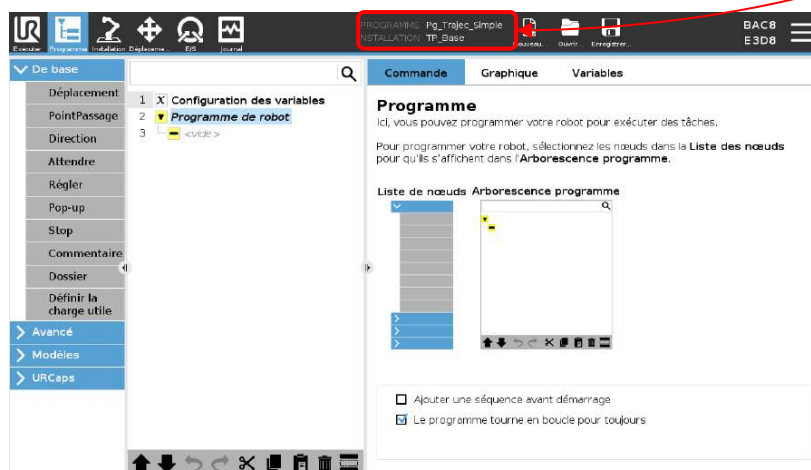 UR
PROGRAMME Pg_Trajec_Simple
INSTALLATION TP_Base
BAC8
E3D8
Exécuter Programme Installation Déplaceme... E/S Journal
Nouveau... Ouvrir... Enregistrer...
De base
Déplacement
PointPassage
Direction
Attendre
Régler
Pop-up
Stop
Commentaire
Dossier
Définir la
charge utile
Avancé
Modèles
URCaps
1 X Configuration des variables
2 Programme de robot
3 <vide>
Commande Graphique Variables
Programme
Ici, vous pouvez programmer votre robot pour exécuter des tâches.
Pour programmer votre robot, sélectionnez les nœuds dans la Liste des nœuds
pour qu'ils s'affichent dans l'Arborescence programme.
Liste de nœuds Arborescence programme
Ajouter une séquence avant démarrage
Le programme tourne en boucle pour toujours